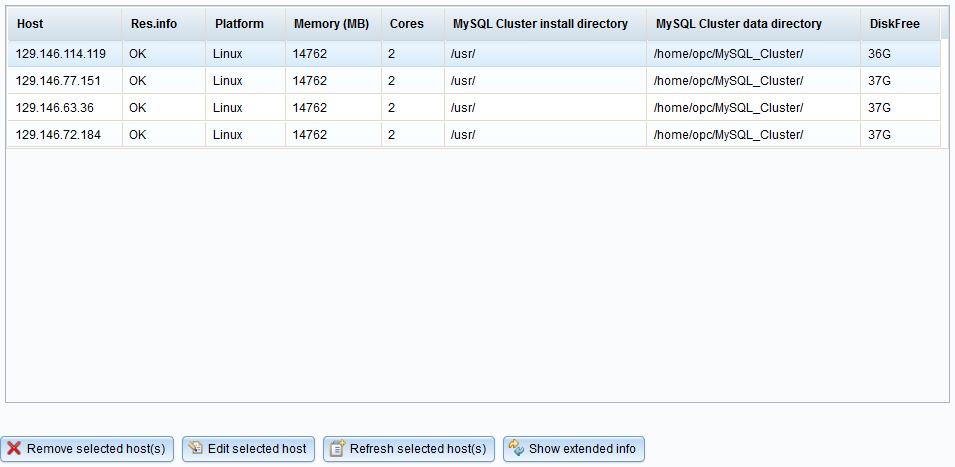 Host Res.info Platform Memory (MB) Cores MySQL Cluster install directory MySQL Cluster data directory DiskFree
129.146.114.119 OK Linux 14762 2 /usr/ /home/opc/MySQL_Cluster/ 36G
129.146.77.151 OK Linux 14762 2 /usr/ /home/opc/MySQL_Cluster/ 37G
129.146.63.36 OK Linux 14762 2 /usr/ /home/opc/MySQL_Cluster/ 37G
129.146.72.184 OK Linux 14762 2 /usr/ /home/opc/MySQL_Cluster/ 37G
Remove selected host(s) Edit selected host Refresh selected host(s) Show extended info